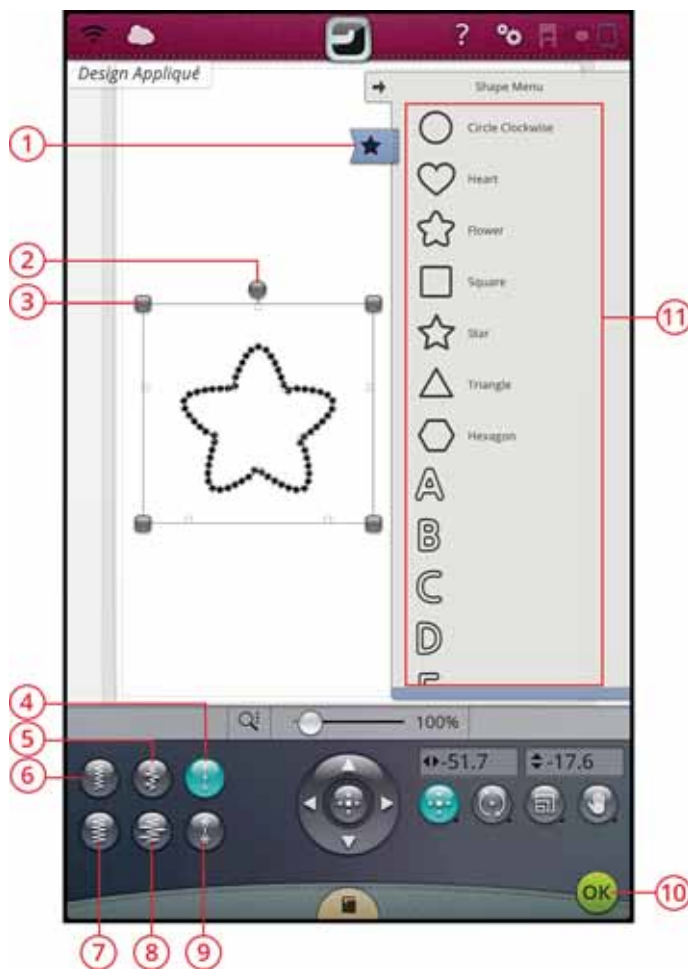 ?
Design Appliqué
Shape Menu
1
Circle Clockwise
Heart
Flower
2
Square
3
11
Star
Triangle
Hexagon
A
B
C
D
4
5
100%
6
-51.7
-17.6
OK
10
7
8
9